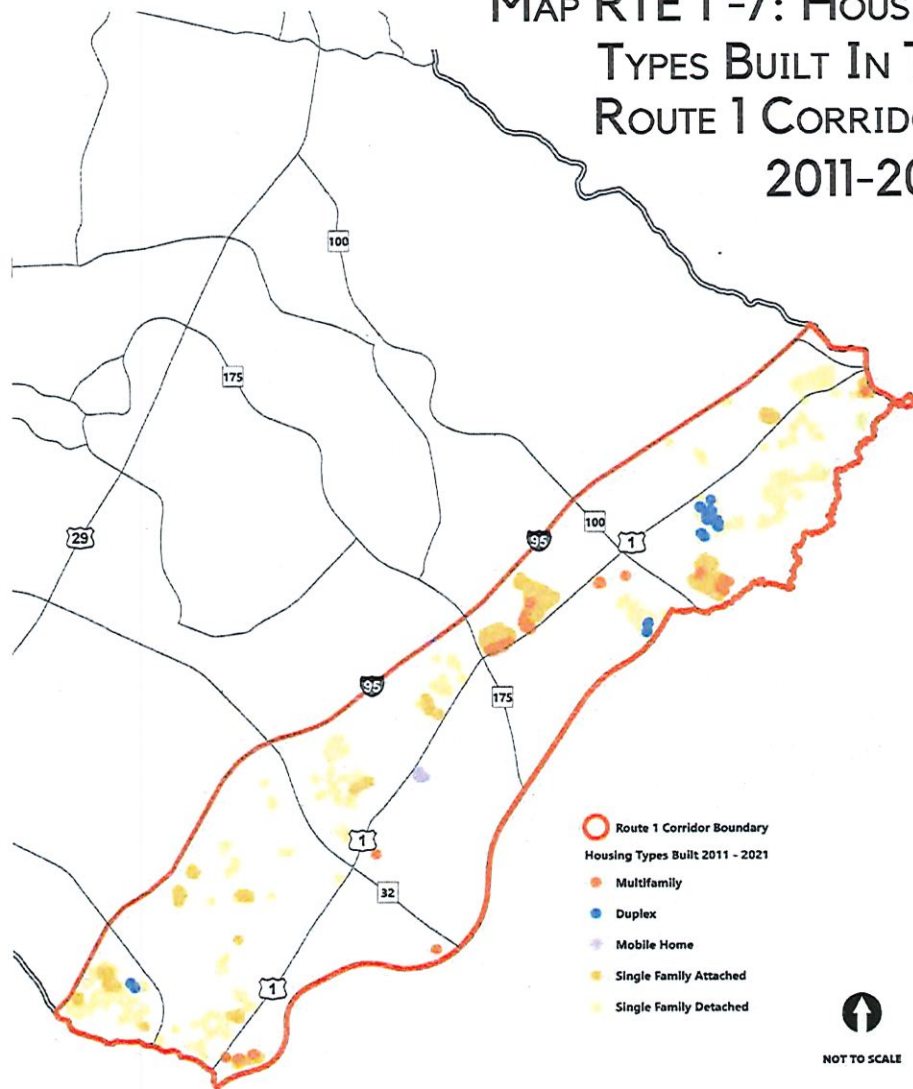 MAP RTE 1-7: HOUS
TYPES BUILT IN T
ROUTE 1 CORRID
2011-20
100
175
29
100
95
1
95
175
1
32
1
Route 1 Corridor Boundary
Housing Types Built 2011 - 2021
Multifamily
Duplex
Mobile Home
Single Family Attached
Single Family Detached
NOT TO SCALE